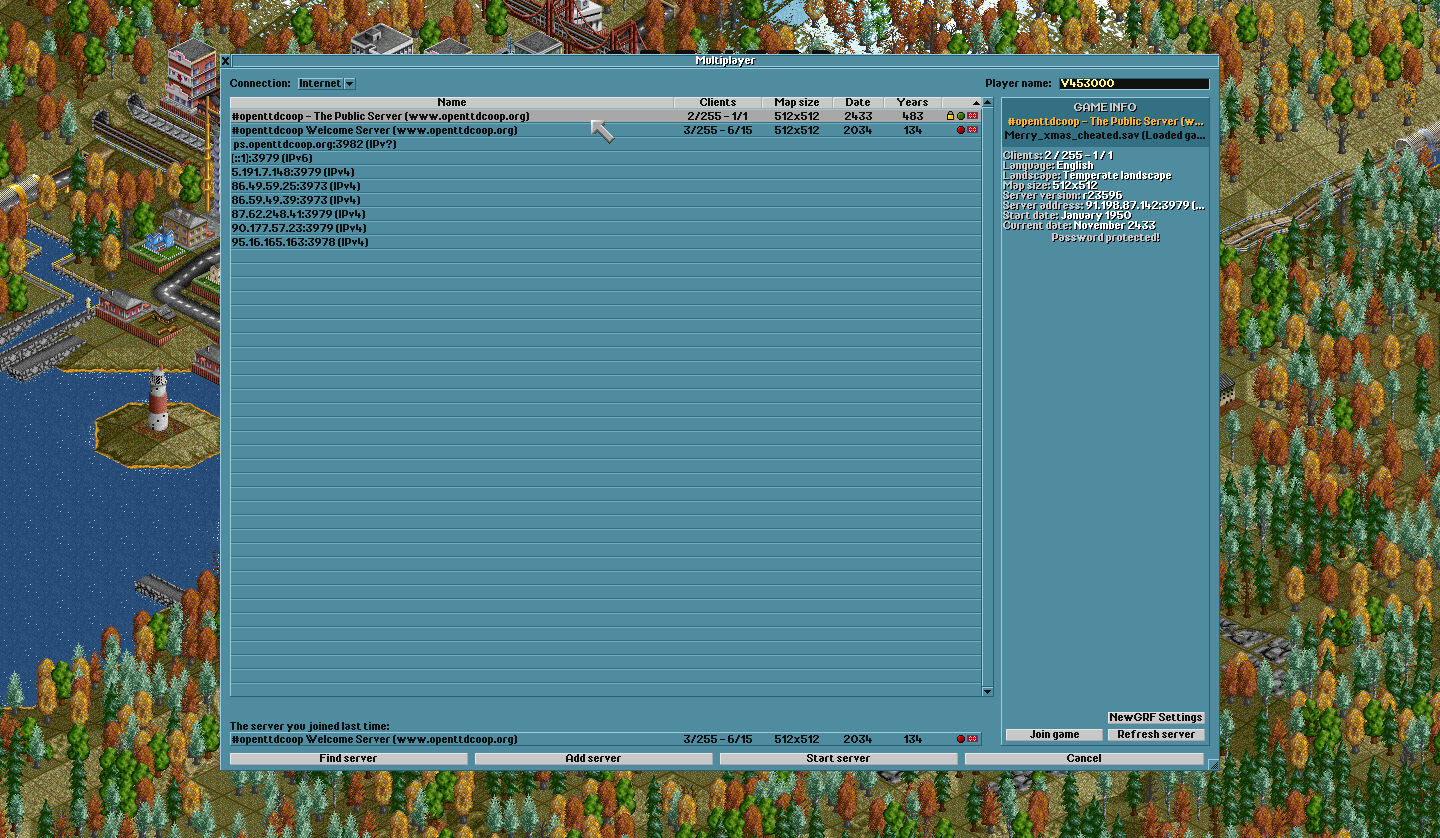 Multiplayer
Connection: Internet
Player name: V453000
Name Clients Map size Date Years
#openttdcoop - The Public Server (www.openttdcoop.org) 2/255 - 1/1 512x512 2433 483
#openttdcoop Welcome Server (www.openttdcoop.org) 3/255 - 6/15 512x512 2034 134
ps.openttdcoop.org:3982 (IPv?)
[::1]:3979 (IPv6)
5.191.7.148:3979 (IPv4)
86.49.59.25:3973 (IPv4)
86.59.49.39:3973 (IPv4)
87.62.248.41:3979 (IPv4)
90.177.57.23:3979 (IPv4)
95.16.165.163:3978 (IPv4)
GAME INFO
#openttdcoop - The Public Server (w...
Merry_xmas_cheated.sav (Loaded ga...
Clients: 2 / 255 - 1 / 1
Language: English
Landscape: Temperate landscape
Map size: 512x512
Server version: r23596
Server address: 91.198.87.142:3979 (...
Start date: January 1950
Current date: November 2433
Password protected!
NewGRF Settings
Join game Refresh server
The server you joined last time:
#openttdcoop Welcome Server (www.openttdcoop.org) 3/255 - 6/15 512x512 2034 134
Find server Add server Start server Cancel